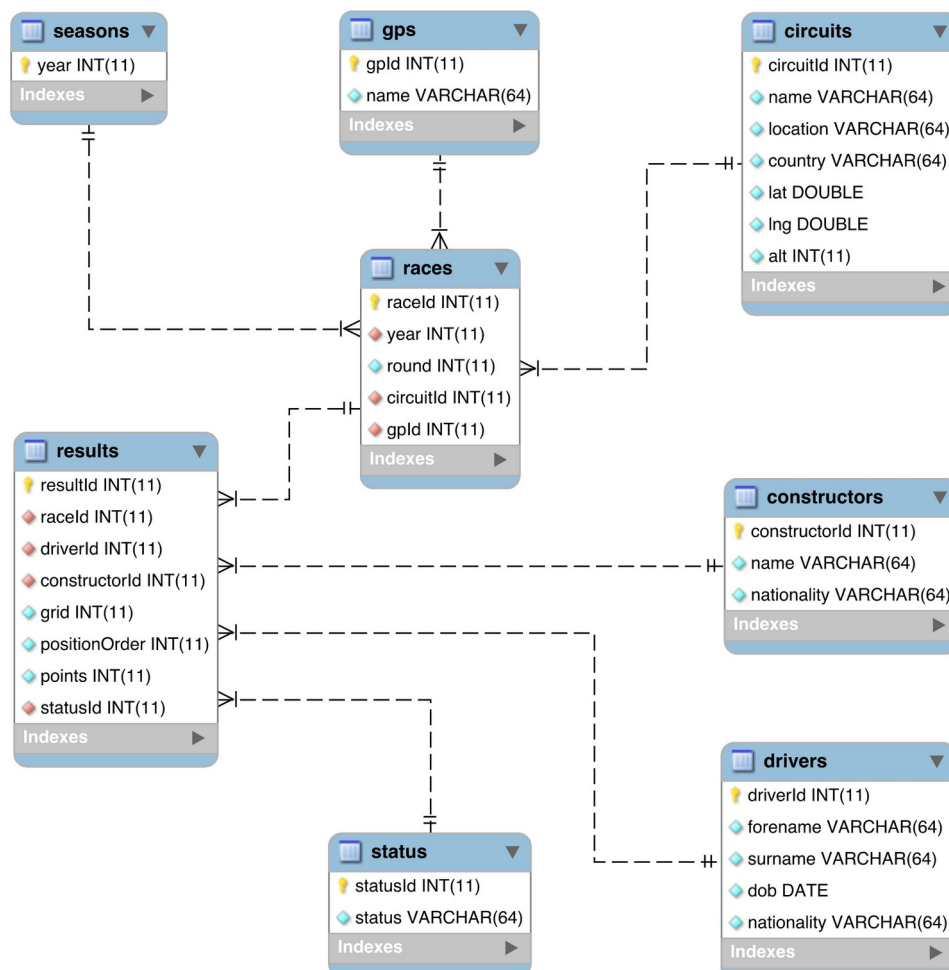 seasons
year INT(11)
Indexes
gps
gpId INT(11)
name VARCHAR(64)
Indexes
circuits
circuitId INT(11)
name VARCHAR(64)
location VARCHAR(64)
country VARCHAR(64)
lat DOUBLE
lng DOUBLE
alt INT(11)
Indexes
races
raceId INT(11)
year INT(11)
round INT(11)
circuitId INT(11)
gpId INT(11)
Indexes
results
resultId INT(11)
raceId INT(11)
driverId INT(11)
constructorId INT(11)
grid INT(11)
positionOrder INT(11)
points INT(11)
statusId INT(11)
Indexes
constructors
constructorId INT(11)
name VARCHAR(64)
nationality VARCHAR(64)
Indexes
status
statusId INT(11)
status VARCHAR(64)
Indexes
drivers
driverId INT(11)
forename VARCHAR(64)
surname VARCHAR(64)
dob DATE
nationality VARCHAR(64)
Indexes